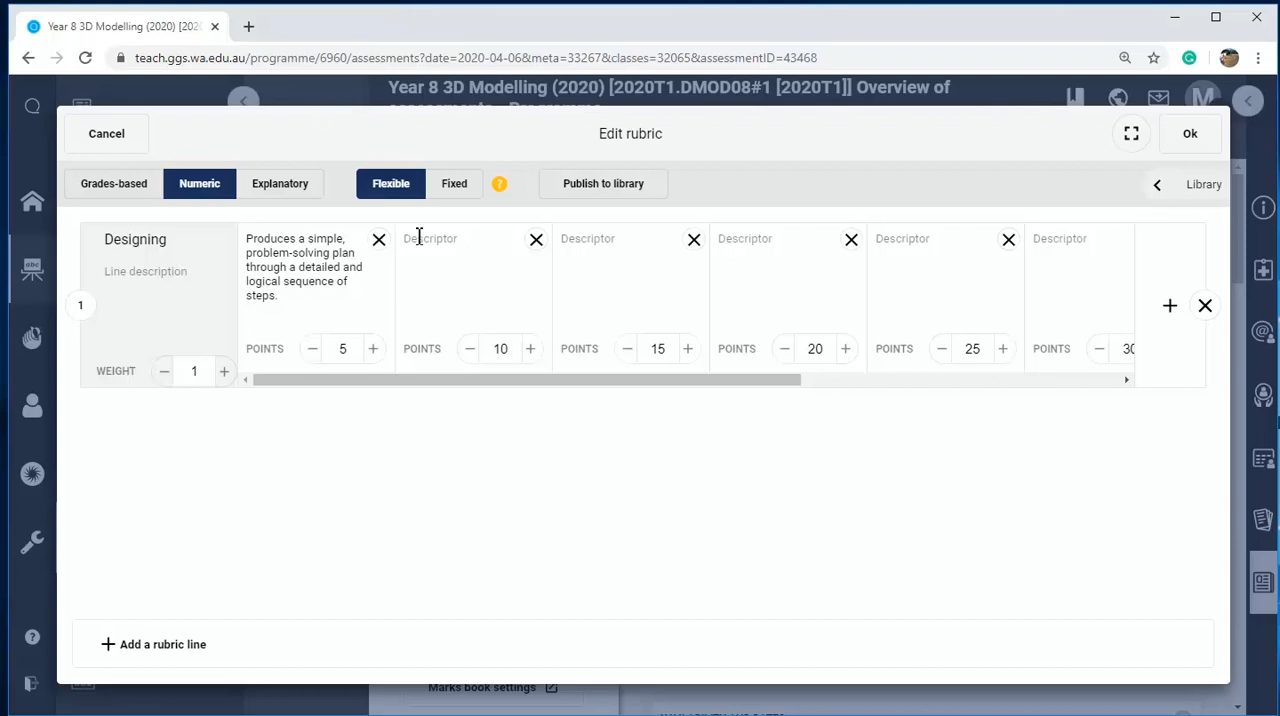 Year 8 3D Modelling (2020) [202
teach.ggs.wa.edu.au/programme/6960/assessments?date=2020-04-06&meta=33267&classes=32065&assessmentID=43468
Year 8 3D Modelling (2020) [2020T1.DMOD08#1 [2020T1]] Overview of
M
Cancel
Edit rubric
Ok
Grades-based
Numeric
Explanatory
Flexible
Fixed
?
Publish to library
Library
Designing
Line description
1
WEIGHT
1
Produces a simple,
problem-solving plan
through a detailed and
logical sequence of
steps.
POINTS
5
Descriptor
POINTS
10
Descriptor
POINTS
15
Descriptor
POINTS
20
Descriptor
POINTS
25
Descriptor
POINTS
30
Add a rubric line
Marks book settings
abc
?